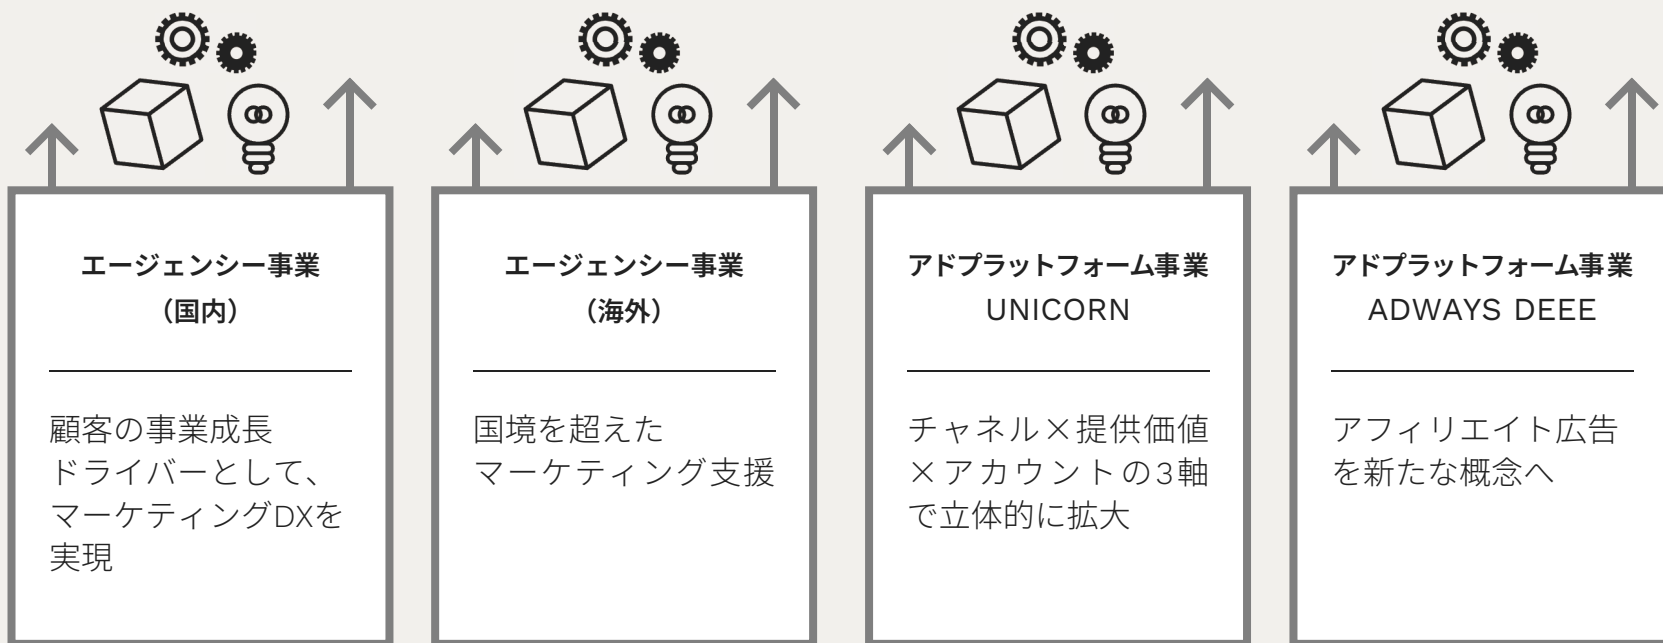 エージェンシー事業
（国内）
顧客の事業成長
ドライバーとして、
マーケティングDXを
実現
エージェンシー事業
（海外）
国境を超えた
マーケティング支援
アドプラットフォーム事業
UNICORN
チャネル×提供価値
×アカウントの3軸
で立体的に拡大
アドプラットフォーム事業
ADWAYS DEEE
アフィリエイト広告
を新たな概念へ